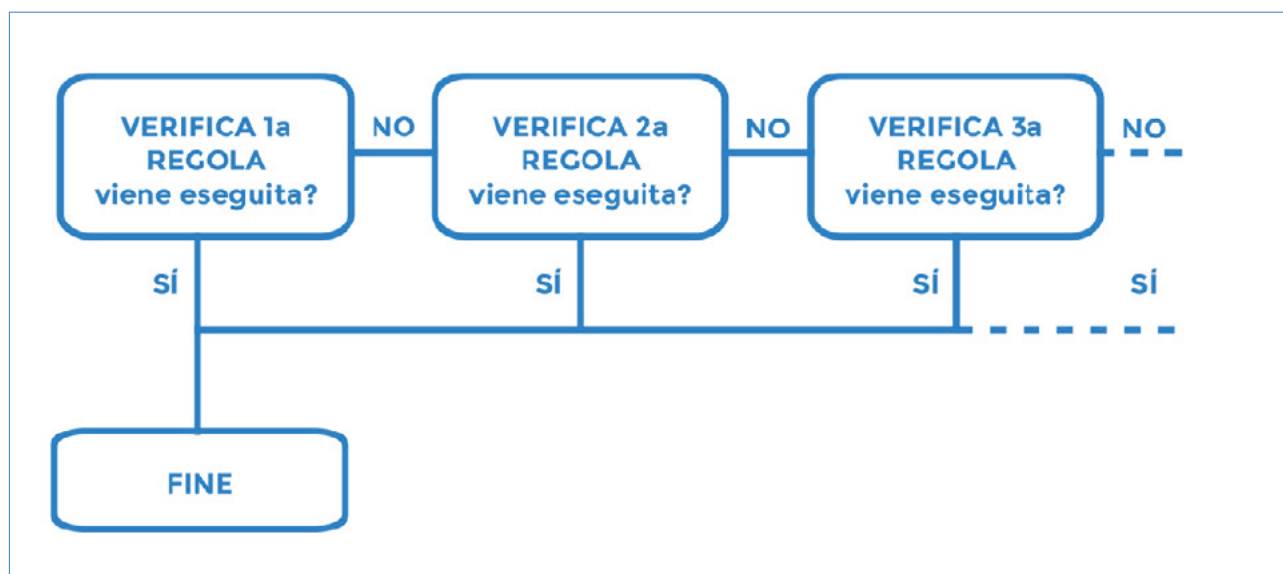 VERIFICA 1a
REGOLA
viene eseguita?
NO
VERIFICA 2a
REGOLA
viene eseguita?
NO
VERIFICA 3a
REGOLA
viene eseguita?
NO
SÍ
SÍ
SÍ
SÍ
FINE